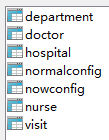 department
doctor
hospital
normalconfig
nowconfig
nurse
visit